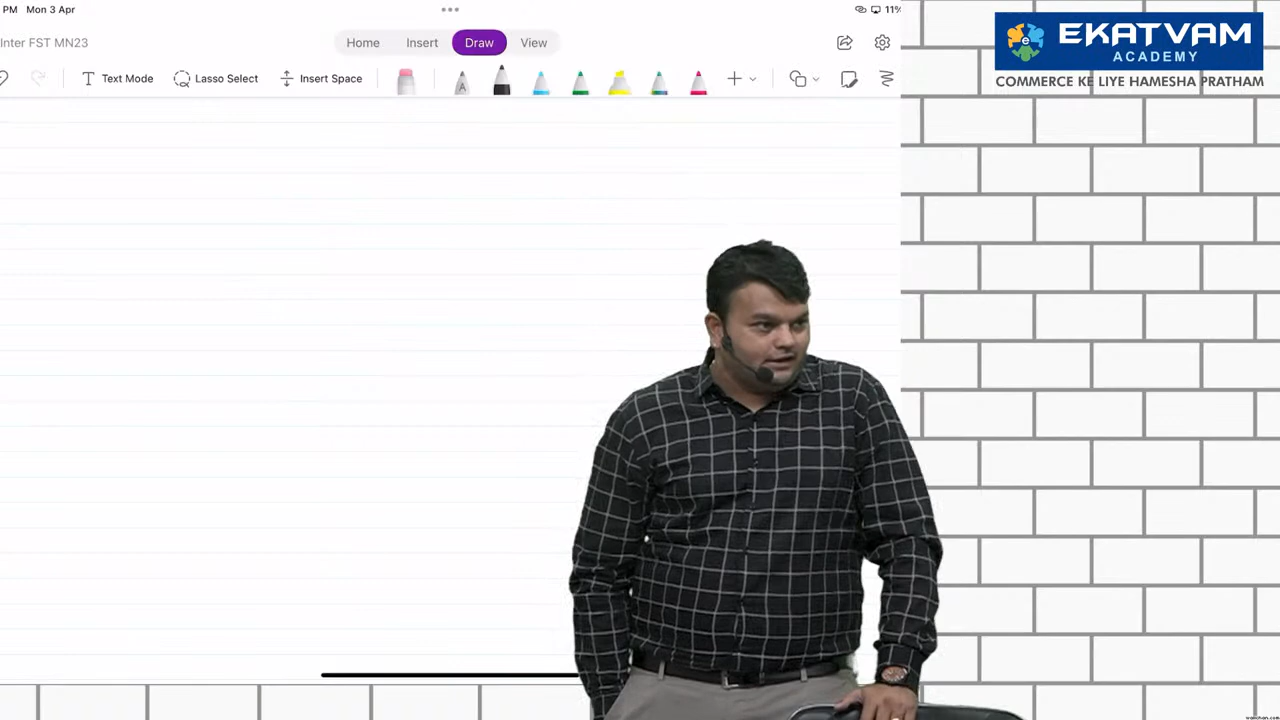 PM Mon 3 Apr
11%
Inter FST MN23
Home Insert Draw View
Text Mode Lasso Select Insert Space
A
EKATVAM
ACADEMY
COMMERCE KE LIYE HAMESHA PRATHAM